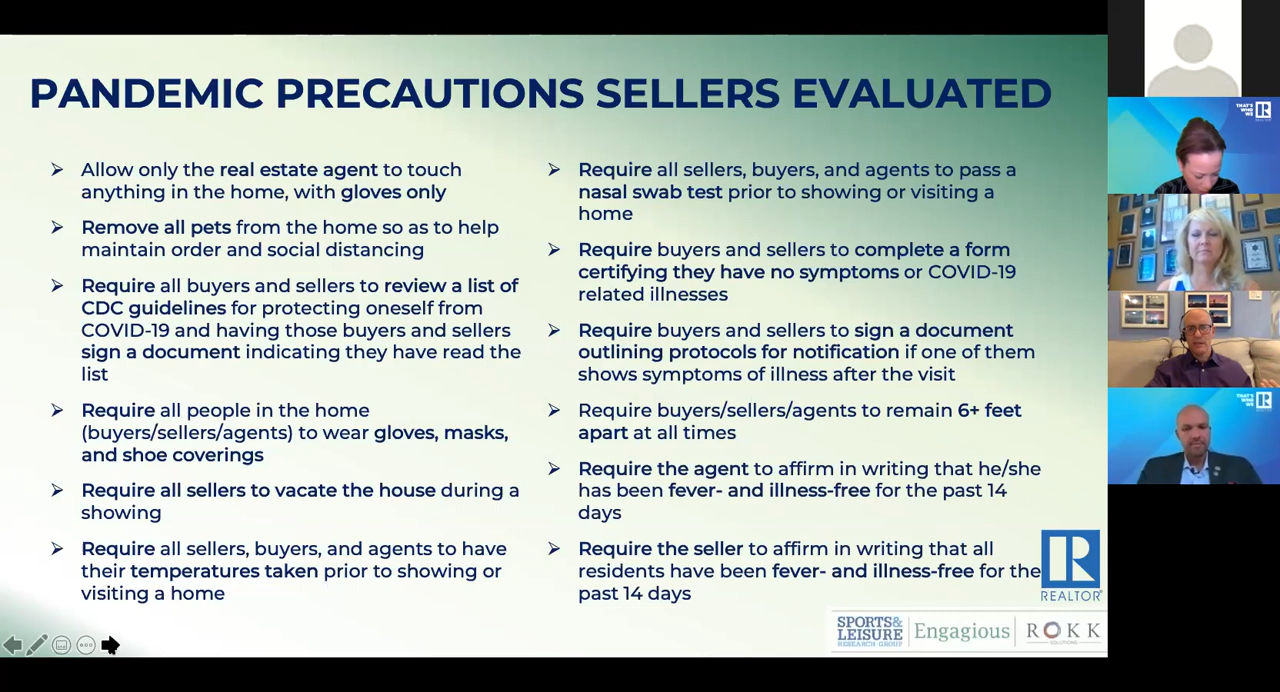 PANDEMIC PRECAUTIONS SELLERS EVALUATED
Allow only the real estate agent to touch
anything in the home, with gloves only
Remove all pets from the home so as to help
maintain order and social distancing
Require all buyers and sellers to review a list of
CDC guidelines for protecting oneself from
COVID-19 and having those buyers and sellers
sign a document indicating they have read the
list
Require all people in the home
(buyers/sellers/agents) to wear gloves, masks,
and shoe coverings
Require all sellers to vacate the house during a
showing
Require all sellers, buyers, and agents to have
their temperatures taken prior to showing or
visiting a home
Require all sellers, buyers, and agents to pass a
nasal swab test prior to showing or visiting a
home
Require buyers and sellers to complete a form
certifying they have no symptoms or COVID-19
related illnesses
Require buyers and sellers to sign a document
outlining protocols for notification if one of them
shows symptoms of illness after the visit
Require buyers/sellers/agents to remain 6+ feet
apart at all times
Require the agent to affirm in writing that he/she
has been fever- and illness-free for the past 14
days
Require the seller to affirm in writing that all
residents have been fever- and illness-free for the
past 14 days
R
REALTOR®
SPORTS&
LEISURE
RESEARCH GROUP
Engagious
ROKK
SOLUTIONS
THAT'S
WHO
WE
R
REALTOR
THAT'S
WHO
WE
R